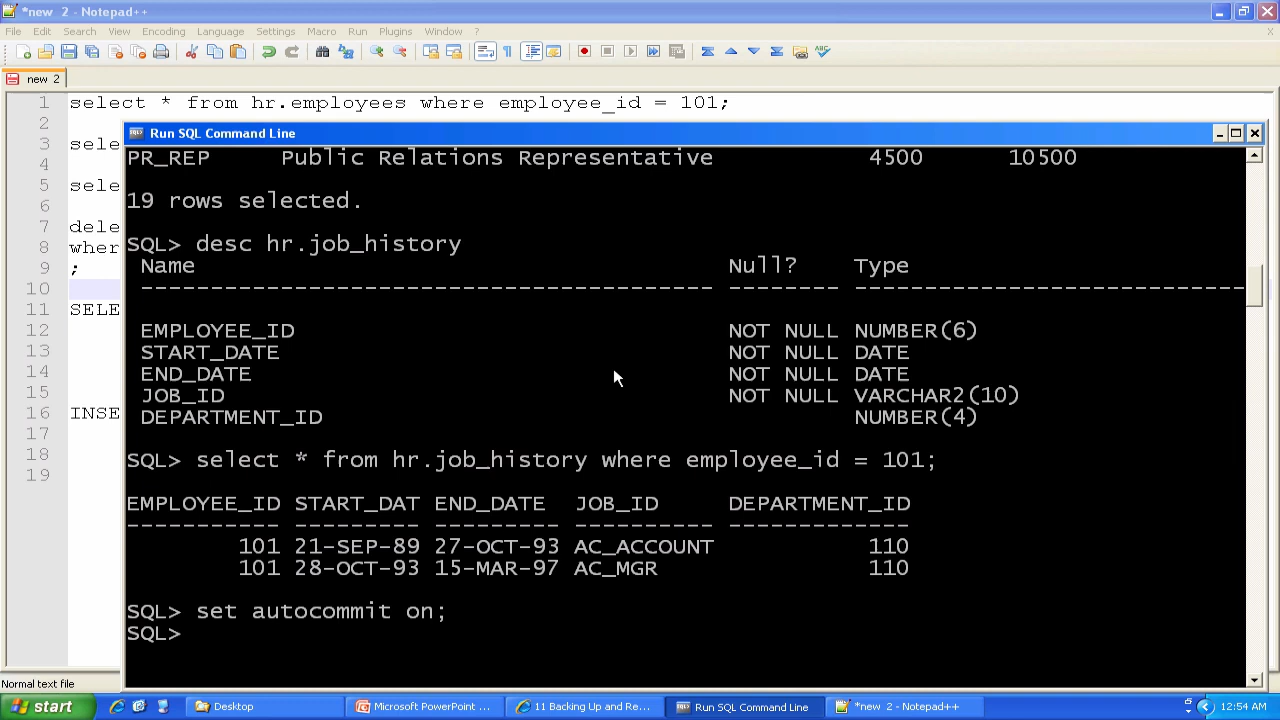 *new  2 - Notepad++
File Edit Search View Encoding Language Settings Macro Run Plugins Window ?
new 2
1 select * from hr.employees where employee_id = 101;
2
Run SQL Command Line
3 sele
4
5 sele
6
7 dele
8 wher
9 ;
10
11 SELE
12
13
14
15
16 INSE
17
18
19
PR_REP Public Relations Representative 4500 10500
19 rows selected.
SQL> desc hr.job_history
Name Null? Type
----------------------------------------- -------- ----------------------------
EMPLOYEE_ID NOT NULL NUMBER(6)
START_DATE NOT NULL DATE
END_DATE NOT NULL DATE
JOB_ID NOT NULL VARCHAR2(10)
DEPARTMENT_ID NUMBER(4)
SQL> select * from hr.job_history where employee_id = 101;
EMPLOYEE_ID START_DAT END_DATE JOB_ID DEPARTMENT_ID
----------- --------- --------- ---------- -------------
101 21-SEP-89 27-OCT-93 AC_ACCOUNT 110
101 28-OCT-93 15-MAR-97 AC_MGR 110
SQL> set autocommit on;
SQL>
Normal text file
start Desktop Microsoft PowerPoint ... 11 Backing Up and Re... Run SQL Command Line *new 2 - Notepad++ 12:54 AM